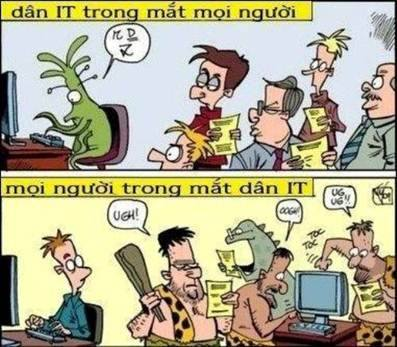 dân IT trong mắt mọi người
mọi người trong mắt dân IT
UGH!
OOGH!
TOC
TOC
UG,
UG!!